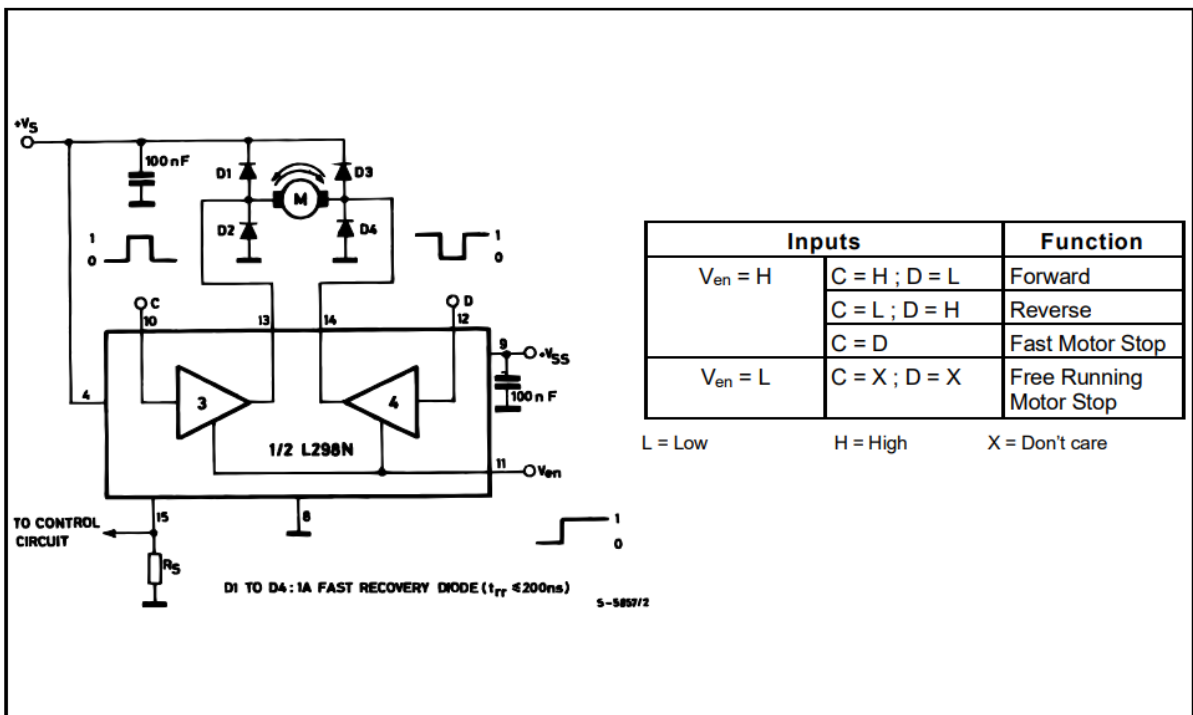 +VS
100nF
D1
D3
M
D2
D4
1
0
1
0
C
D
10
13
14
12
9
+VSS
4
3
4
100nF
1/2 L298N
11
Ven
15
8
TO CONTROL
CIRCUIT
RS
1
0
D1 TO D4: 1A FAST RECOVERY DIODE (trr ≤ 200ns)
S-5857/2
Inputs Function
Ven = H C = H ; D = L Forward
C = L ; D = H Reverse
C = D Fast Motor Stop
Ven = L C = X ; D = X Free Running
Motor Stop
L = Low H = High X = Don't care